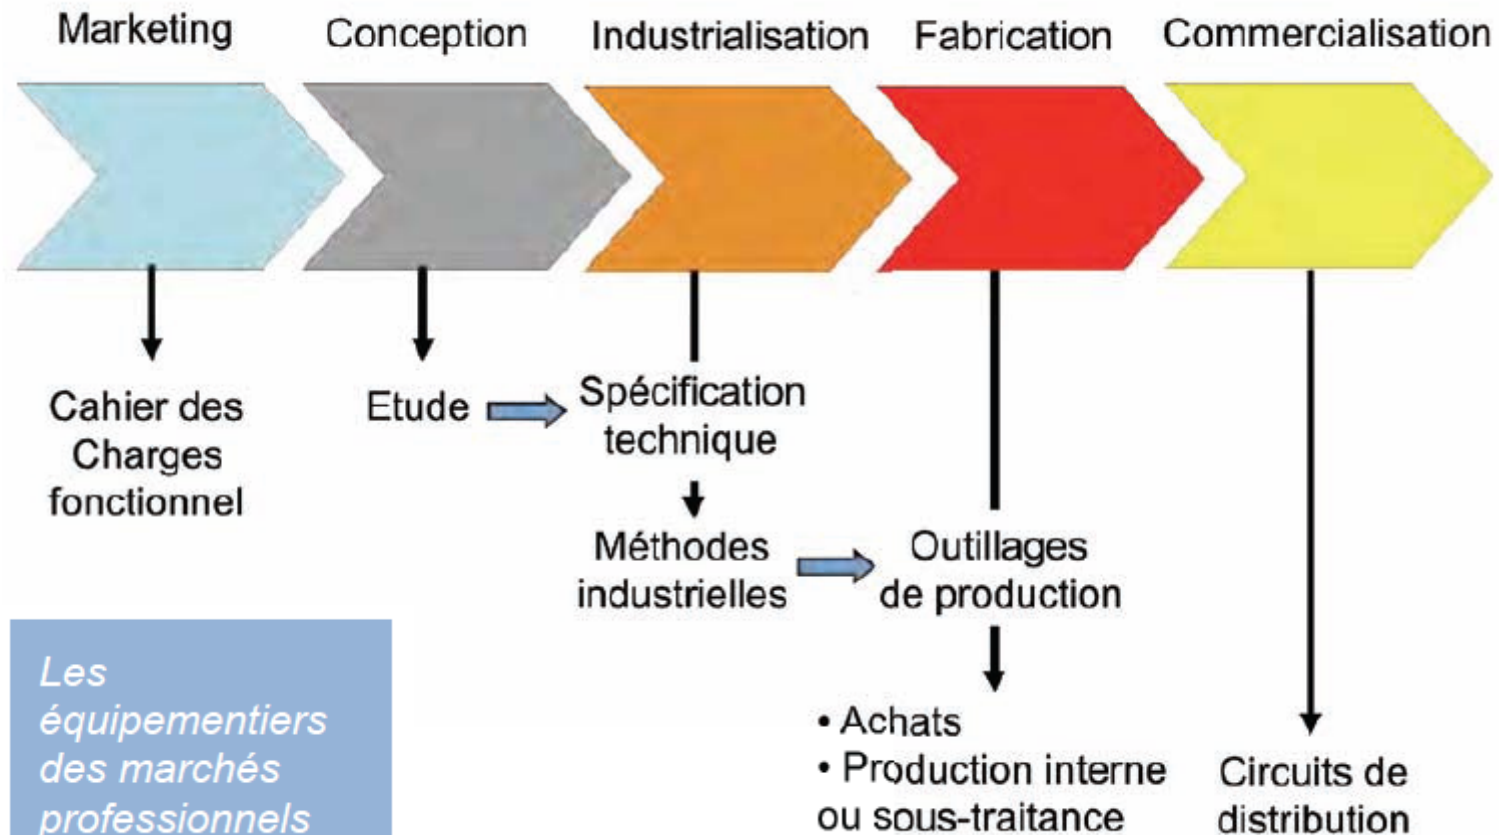 Marketing
Conception
Industrialisation
Fabrication
Commercialisation
Cahier des
Charges
fonctionnel
Etude
Spécification
technique
Méthodes
industrielles
Outillages
de production
• Achats
• Production interne
ou sous-traitance
Circuits de
distribution
Les
équipementiers
des marchés
professionnels